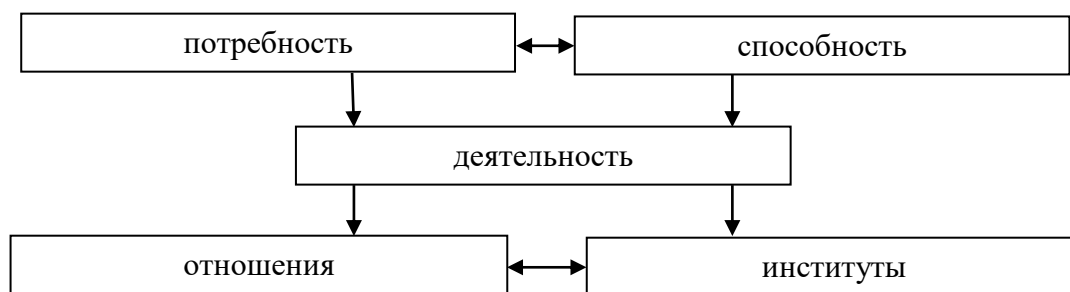 потребность
способность
деятельность
отношения
институты